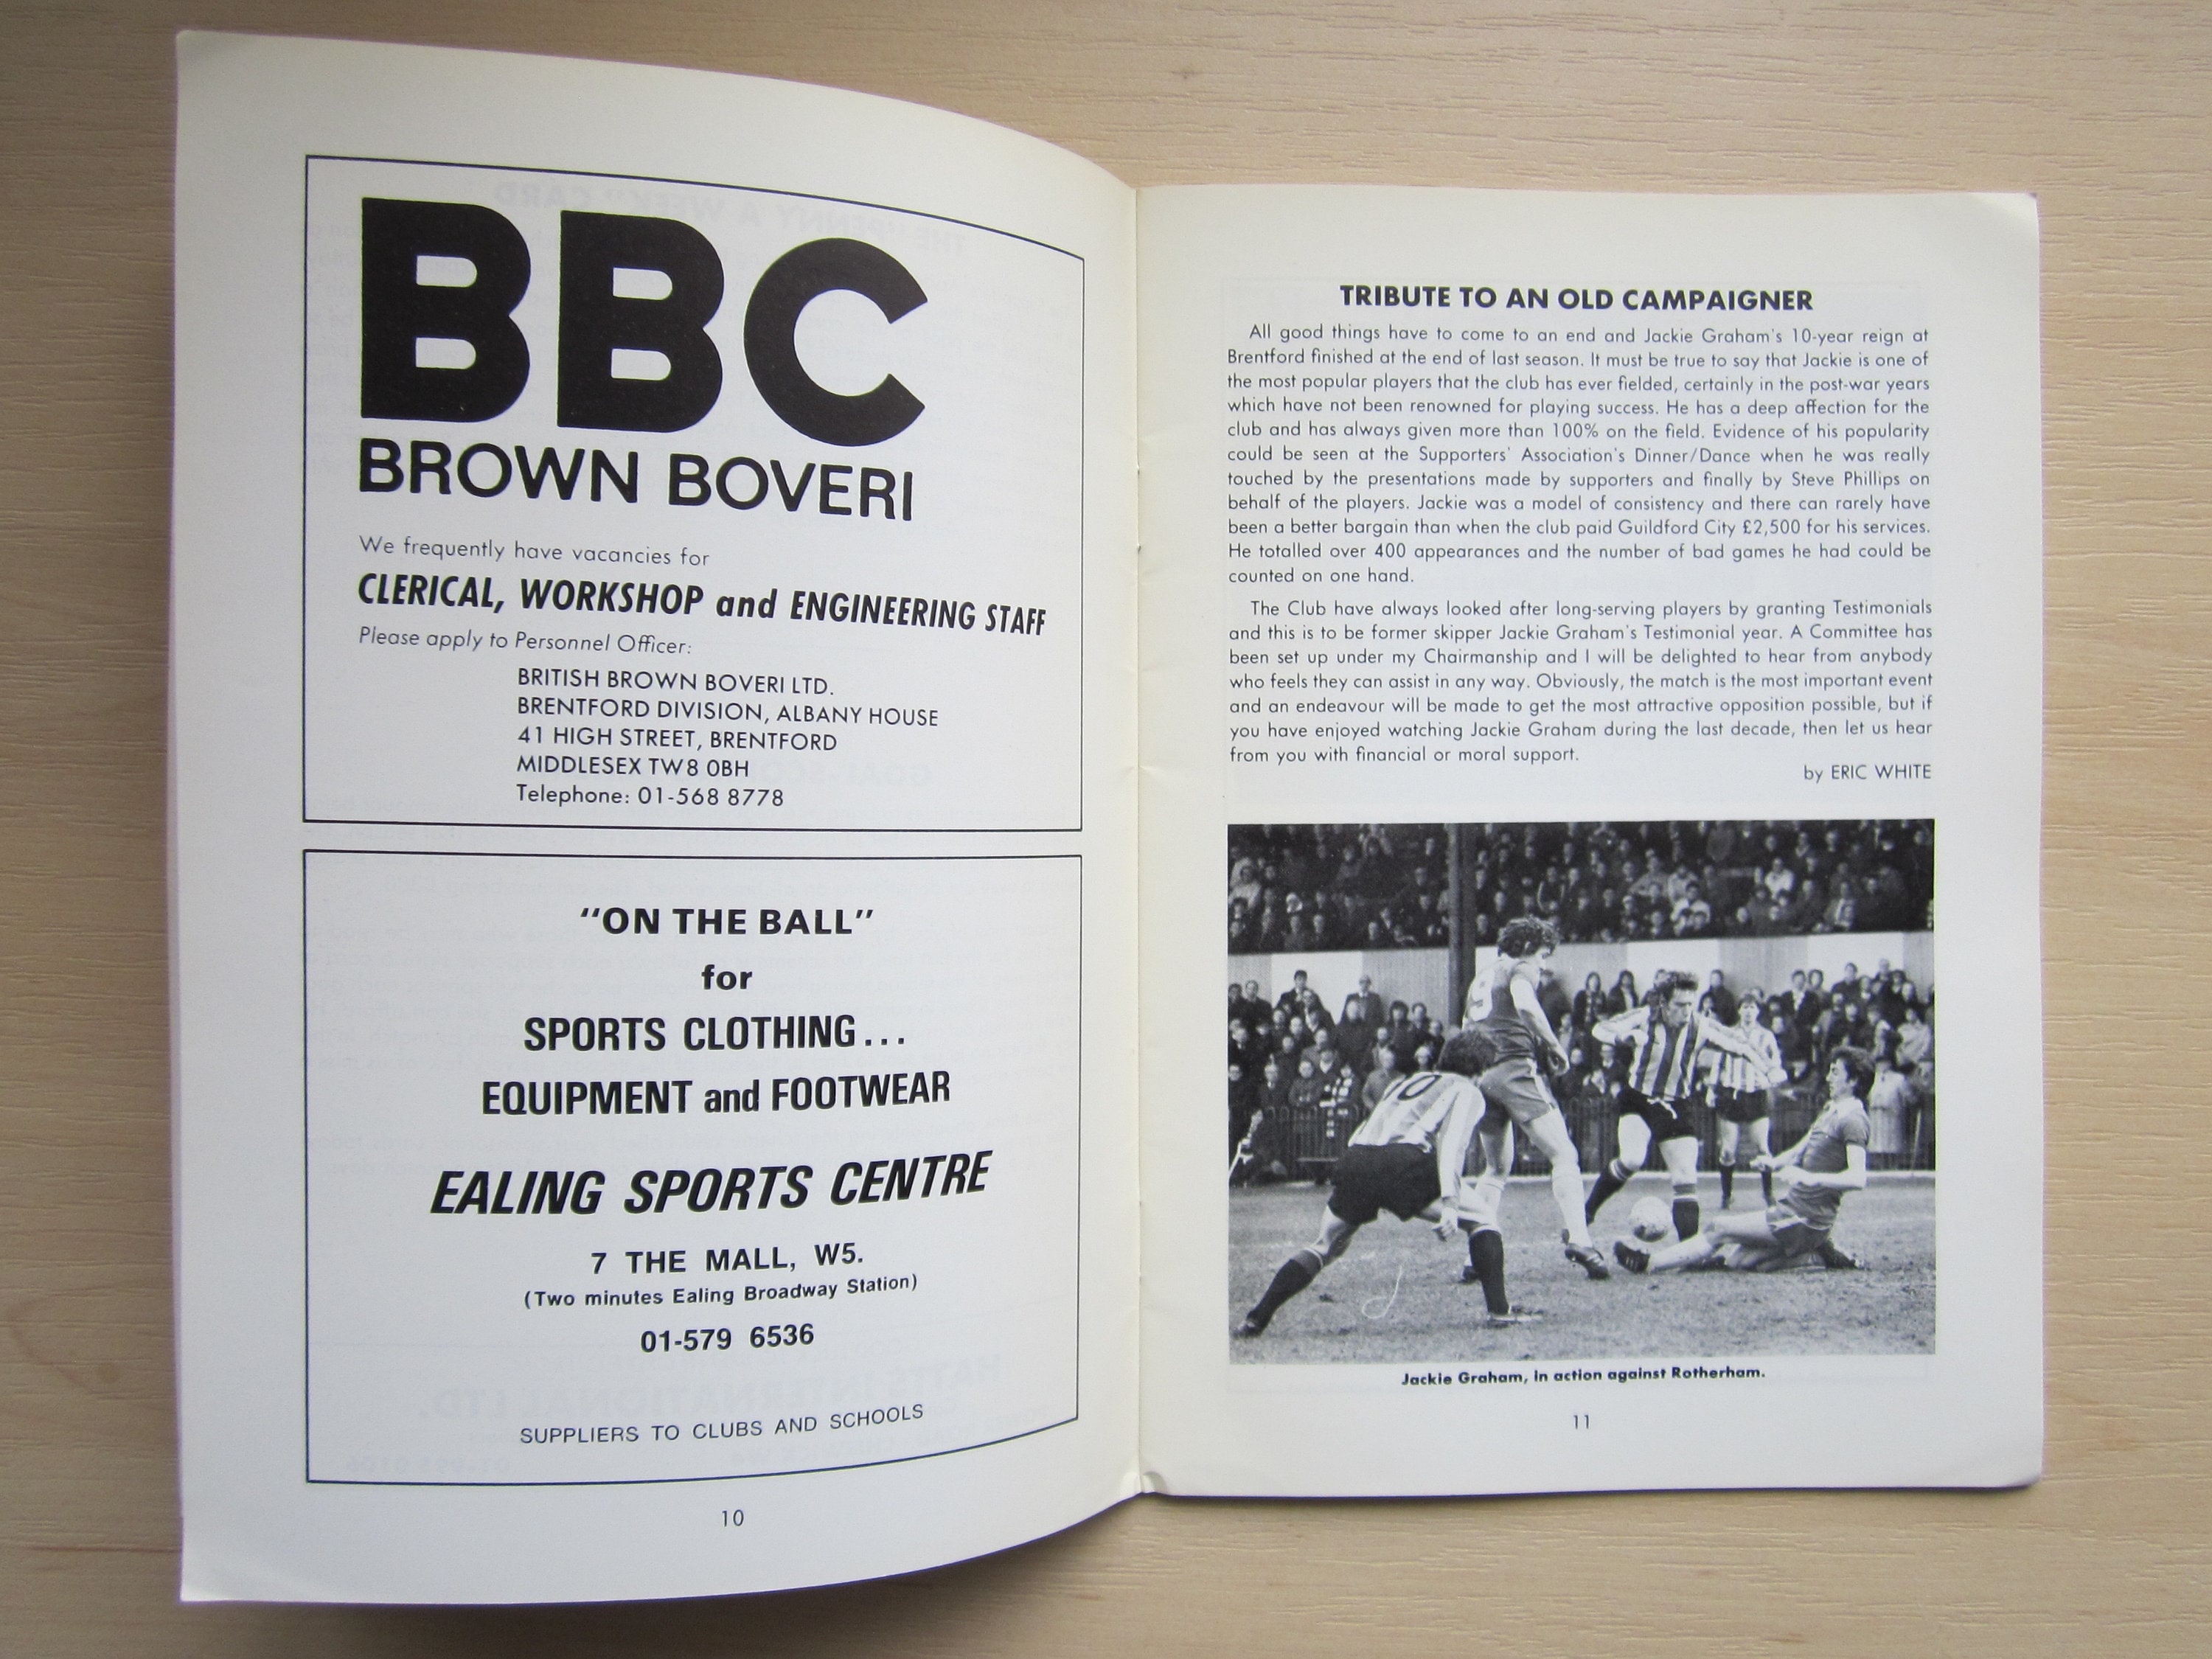 BBC
BROWN BOVERI
We frequently have vacancies for
CLERICAL, WORKSHOP and ENGINEERING STAFF
Please apply to Personnel Officer:
BRITISH BROWN BOVERI LTD.
BRENTFORD DIVISION, ALBANY HOUSE
41 HIGH STREET, BRENTFORD
MIDDLESEX TW8 0BH
Telephone: 01-568 8778
"ON THE BALL"
for
SPORTS CLOTHING...
EQUIPMENT and FOOTWEAR
EALING SPORTS CENTRE
7 THE MALL, W5.
(Two minutes Ealing Broadway Station)
01-579 6536
SUPPLIERS TO CLUBS AND SCHOOLS
10
TRIBUTE TO AN OLD CAMPAIGNER
All good things have to come to an end and Jackie Graham's 10-year reign at
Brentford finished at the end of last season. It must be true to say that Jackie is one of
the most popular players that the club has ever fielded, certainly in the post-war years
which have not been renowned for playing success. He has a deep affection for the
club and has always given more than 100% on the field. Evidence of his popularity
could be seen at the Supporters' Association's Dinner/Dance when he was really
touched by the presentations made by supporters and finally by Steve Phillips on
behalf of the players. Jackie was a model of consistency and there can rarely have
been a better bargain than when the club paid Guildford City £2,500 for his services.
He totalled over 400 appearances and the number of bad games he had could be
counted on one hand.
The Club have always looked after long-serving players by granting Testimonials
and this is to be former skipper Jackie Graham's Testimonial year. A Committee has
been set up under my Chairmanship and I will be delighted to hear from anybody
who feels they can assist in any way. Obviously, the match is the most important event
and an endeavour will be made to get the most attractive opposition possible, but if
you have enjoyed watching Jackie Graham during the last decade, then let us hear
from you with financial or moral support.
by ERIC WHITE
10
Jackie Graham, in action against Rotherham.
11